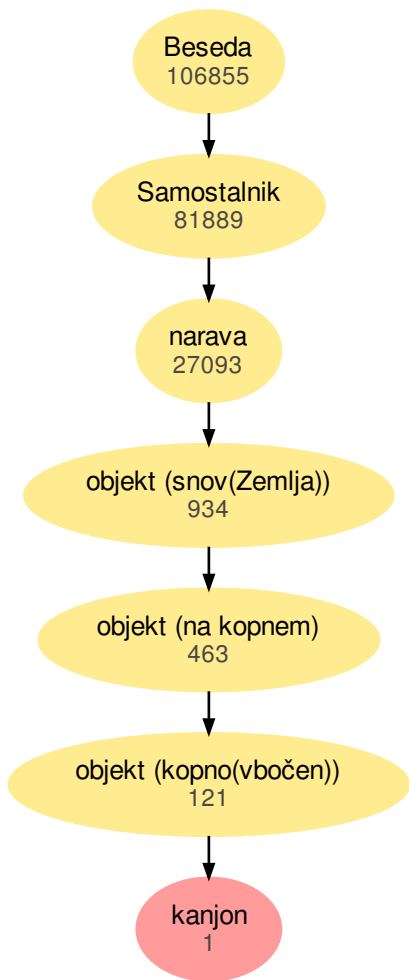 Beseda
106855
Samostalnik
81889
narava
27093
objekt (snov(Zemlja))
934
objekt (na kopnem)
463
objekt (kopno(vbočen))
121
kanjon
1